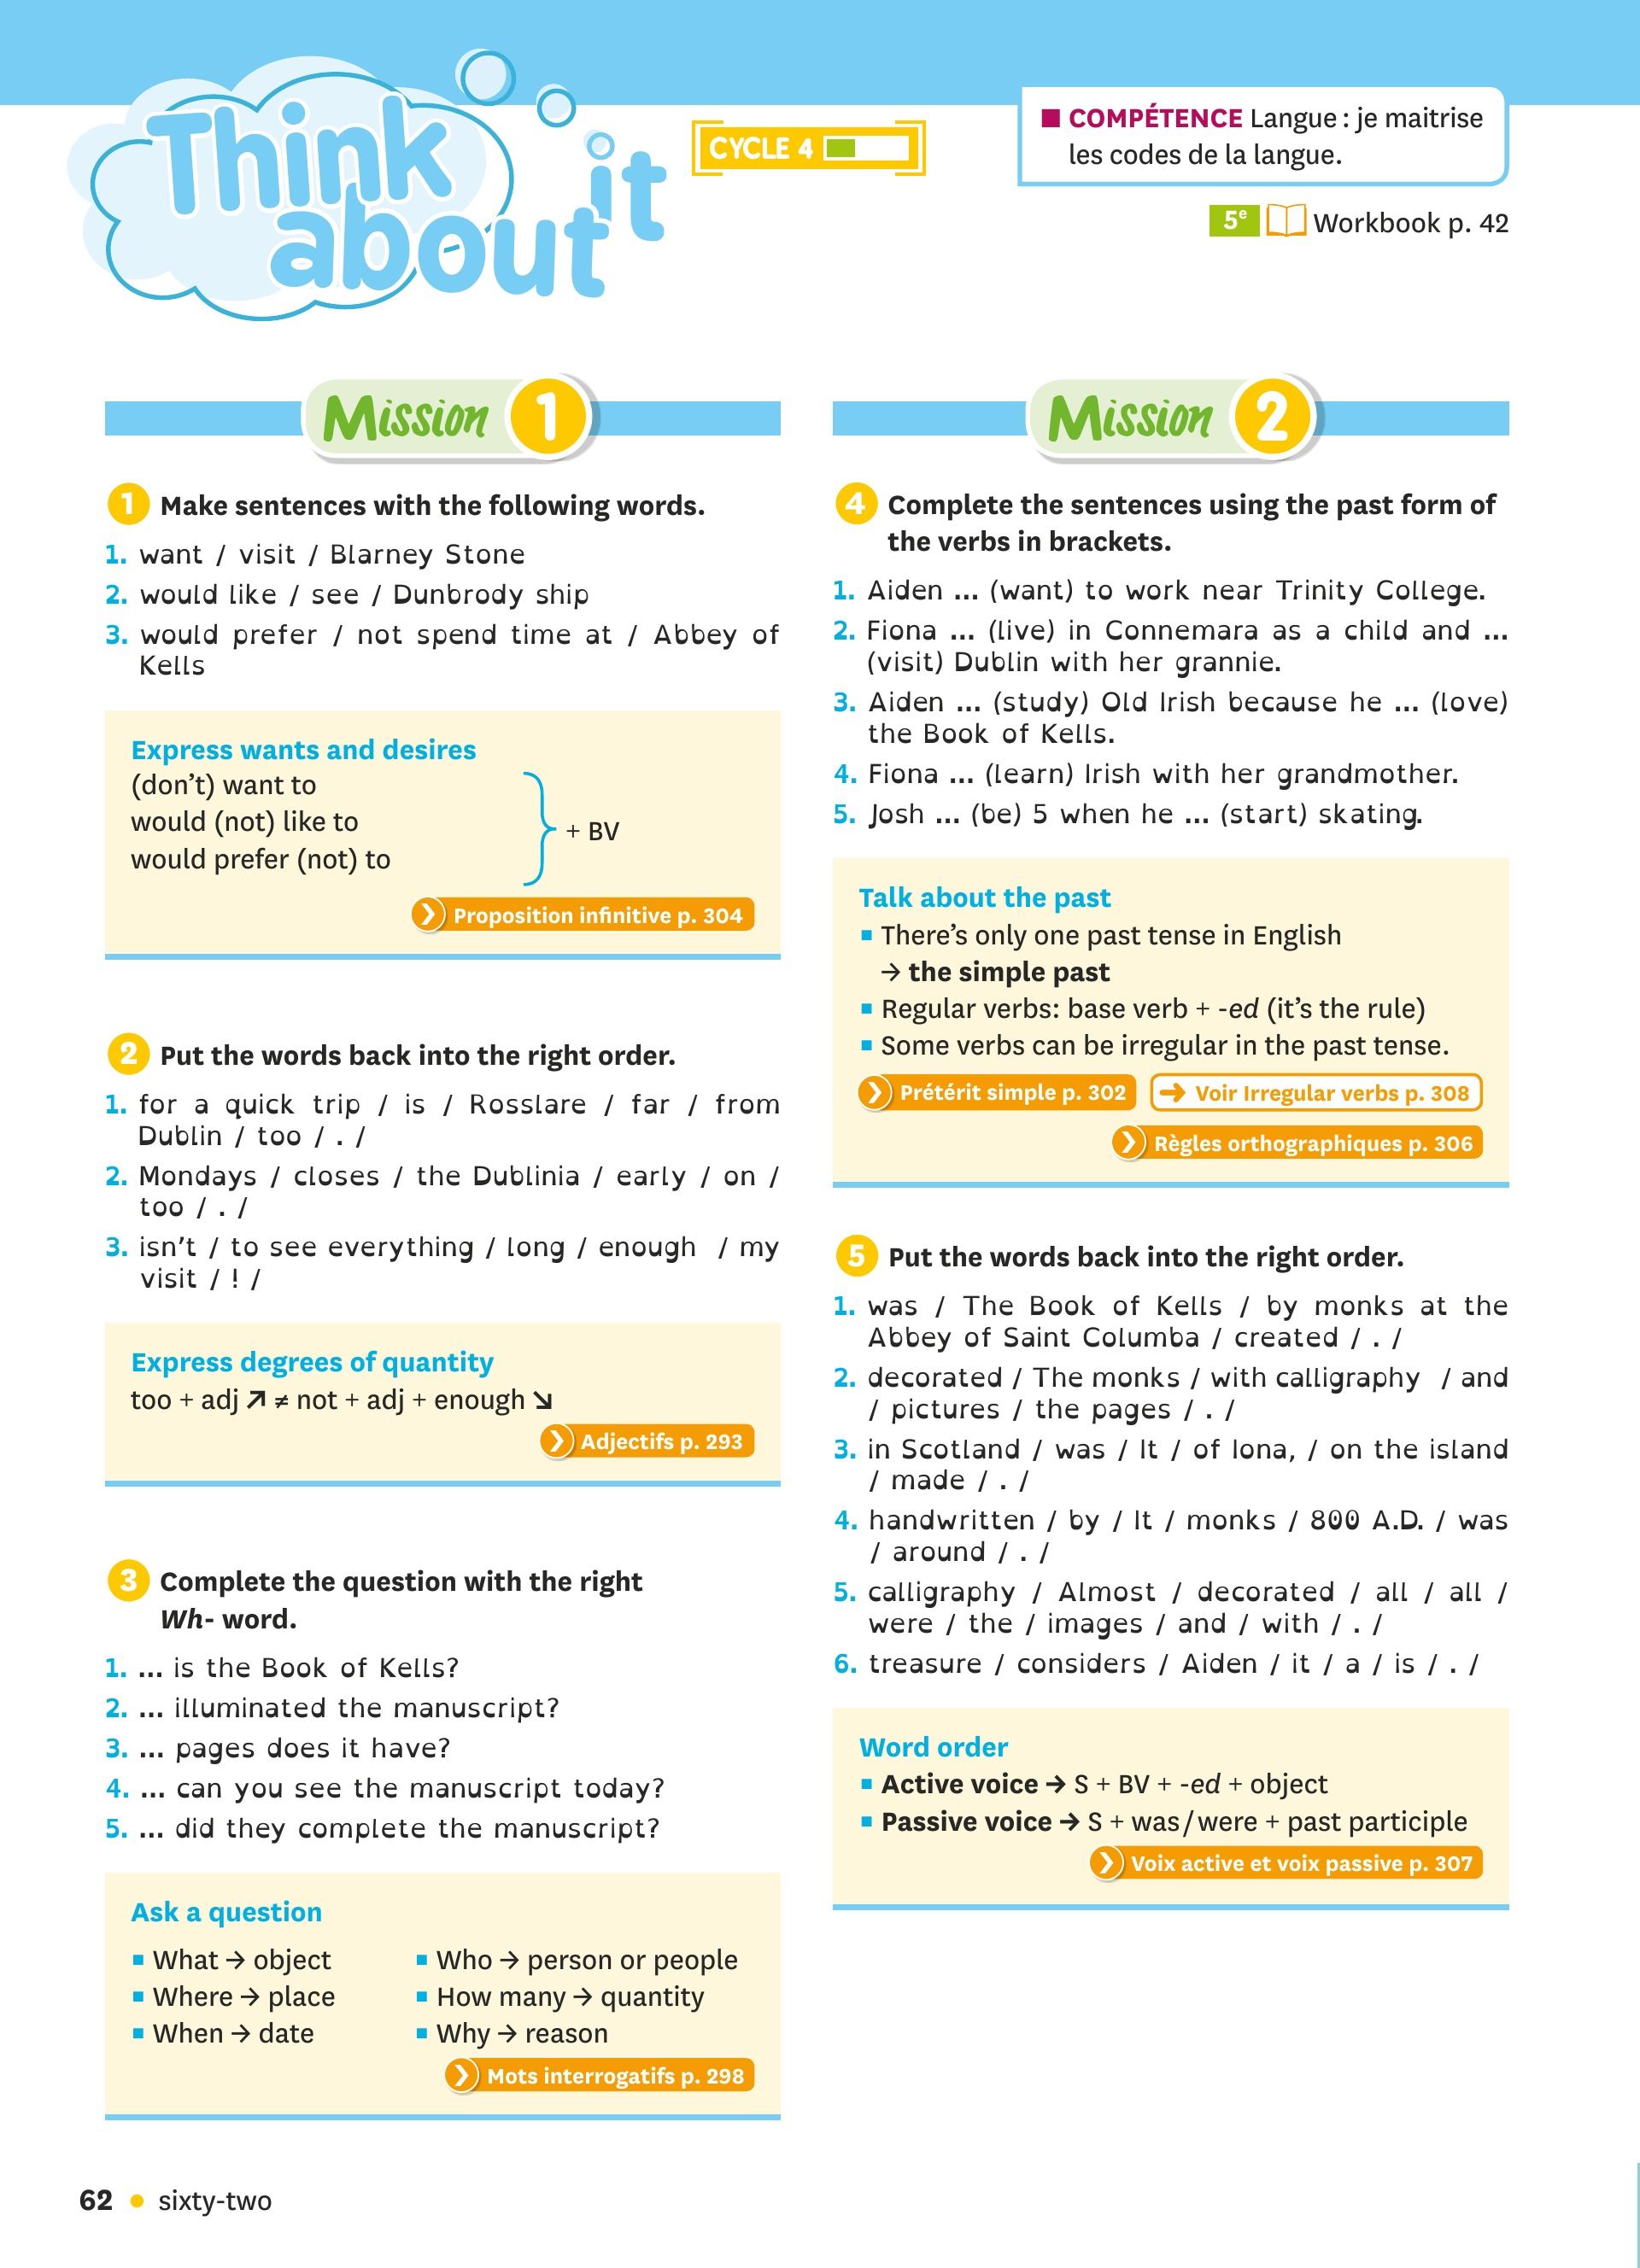 Think
about it
CYCLE 4
■ COMPÉTENCE Langue : je maitrise
les codes de la langue.
5e Workbook p. 42
Mission 1
1 Make sentences with the following words.
1. want / visit / Blarney Stone
2. would like / see / Dunbrody ship
3. would prefer / not spend time at / Abbey of
Kells
Express wants and desires
(don't) want to
would (not) like to
would prefer (not) to
+ BV
Proposition infinitive p. 304
2 Put the words back into the right order.
1. for a quick trip / is / Rosslare / far / from
Dublin / too / . /
2. Mondays / closes / the Dublinia / early / on /
too / . /
3. isn't / to see everything / long / enough / my
visit / ! /
Express degrees of quantity
too + adj ↗ ≠ not + adj + enough ↘
Adjectifs p. 293
3 Complete the question with the right
Wh- word.
1. ... is the Book of Kells?
2. ... illuminated the manuscript?
3. ... pages does it have?
4. ... can you see the manuscript today?
5. ... did they complete the manuscript?
Ask a question
■ What → object
■ Where → place
■ When → date
■ Who → person or people
■ How many → quantity
■ Why → reason
Mots interrogatifs p. 298
Mission 2
4 Complete the sentences using the past form of
the verbs in brackets.
1. Aiden ... (want) to work near Trinity College.
2. Fiona ... (live) in Connemara as a child and ...
(visit) Dublin with her grannie.
3. Aiden ... (study) Old Irish because he ... (love)
the Book of Kells.
4. Fiona ... (learn) Irish with her grandmother.
5. Josh ... (be) 5 when he ... (start) skating.
Talk about the past
■ There's only one past tense in English
→ the simple past
■ Regular verbs: base verb + -ed (it's the rule)
■ Some verbs can be irregular in the past tense.
Prétérit simple p. 302
→ Voir Irregular verbs p. 308
Règles orthographiques p. 306
5 Put the words back into the right order.
1. was / The Book of Kells / by monks at the
Abbey of Saint Columba / created / . /
2. decorated / The monks / with calligraphy / and
/ pictures / the pages / . /
3. in Scotland / was / It / of Iona, / on the island
/ made / . /
4. handwritten / by / It / monks / 800 A.D. / was
/ around / . /
5. calligraphy / Almost / decorated / all / all /
were / the / images / and / with / . /
6. treasure / considers / Aiden / it / a / is / . /
Word order
■ Active voice → S + BV + -ed + object
■ Passive voice → S + was/were + past participle
Voix active et voix passive p. 307
62 • sixty-two